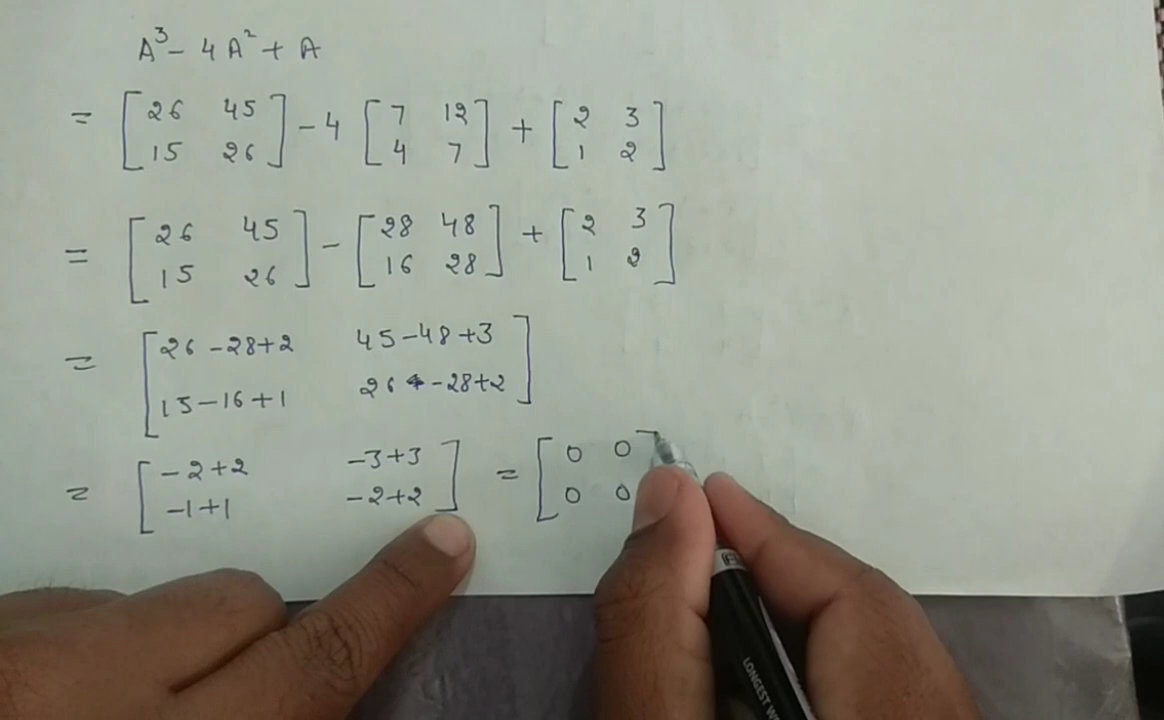 A³ - 4A² + A
= [26 45] - 4 [7 12] + [2 3]
[15 26] [4 7] [1 2]
= [26 45] - [28 48] + [2 3]
[15 26] [16 28] [1 2]
= [26-28+2 45-48+3]
[15-16+1 26-28+2]
= [-2+2 -3+3] = [0 0]
[-1+1 -2+2] [0 0
LONGEST